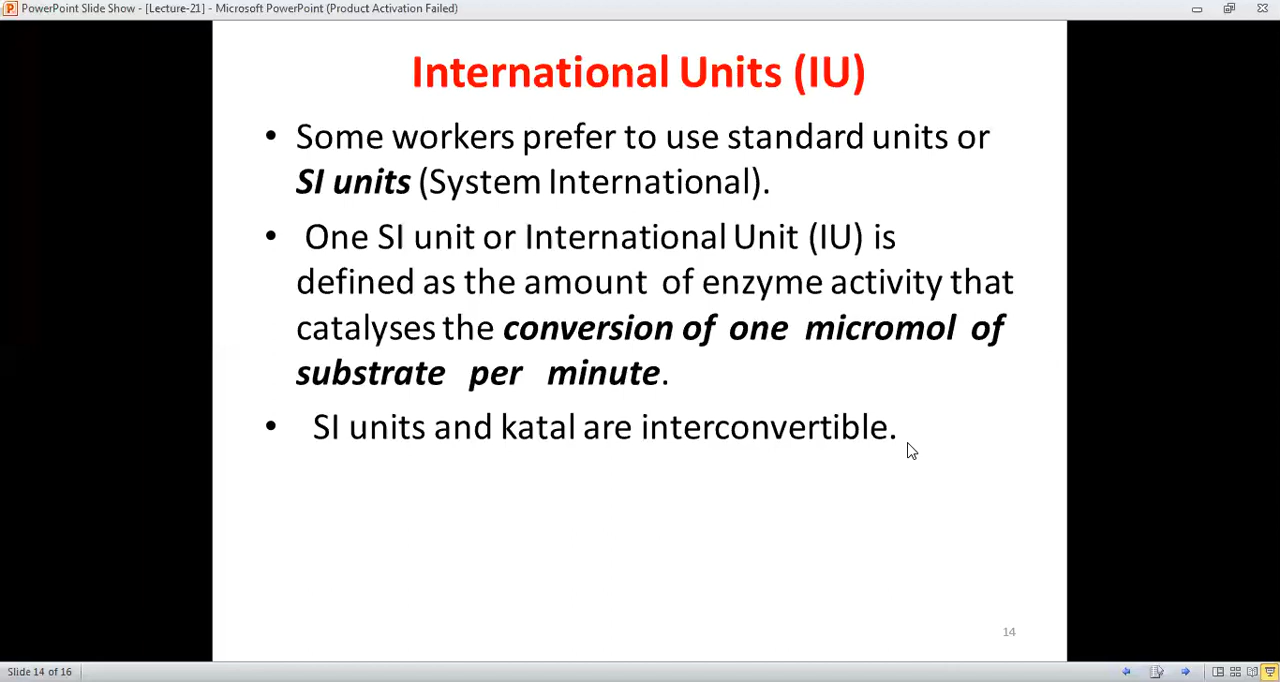 PowerPoint Slide Show - [Lecture-21] - Microsoft PowerPoint (Product Activation Failed)
International Units (IU)
• Some workers prefer to use standard units or
SI units (System International).
• One SI unit or International Unit (IU) is
defined as the amount of enzyme activity that
catalyses the conversion of one micromol of
substrate per minute.
• SI units and katal are interconvertible.
14
Slide 14 of 16